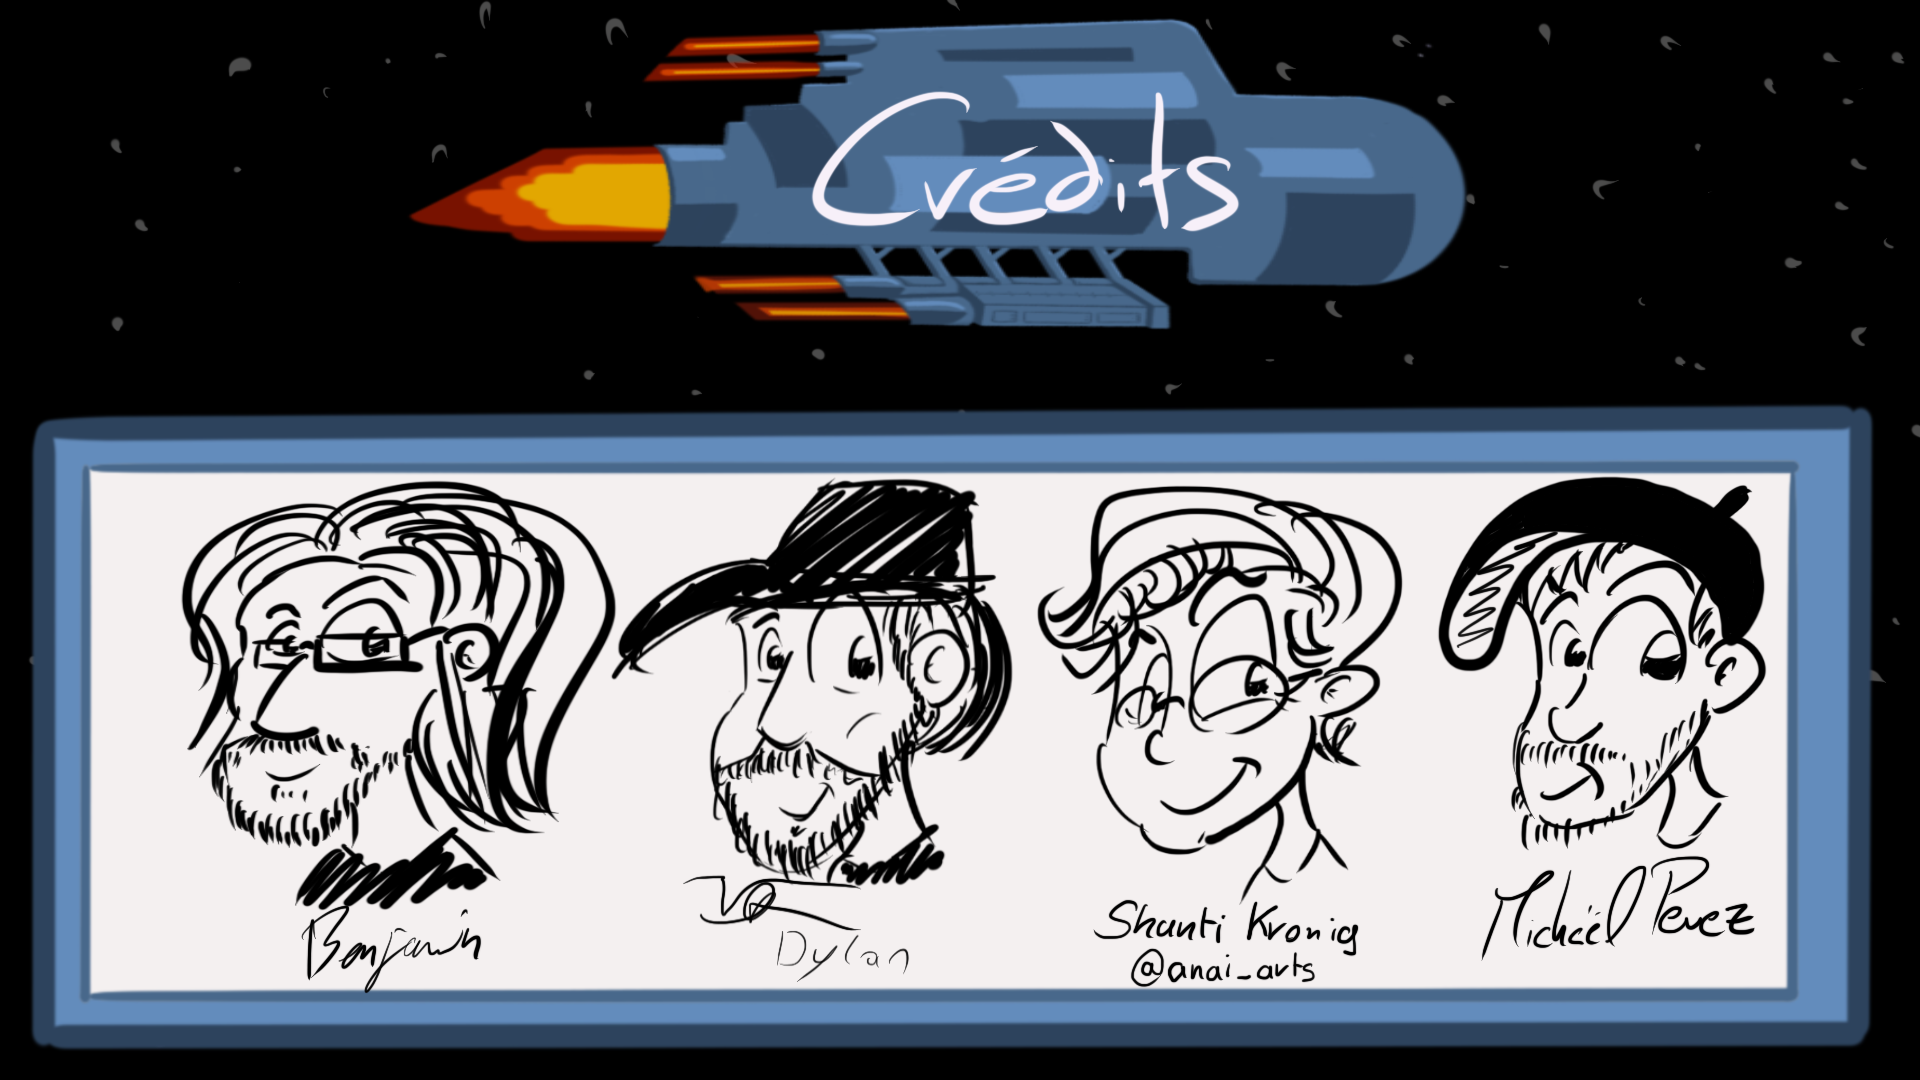 Crédits
Benjamin
Dylan
Shanti Kronig
@anai_arts
Michaël Perez